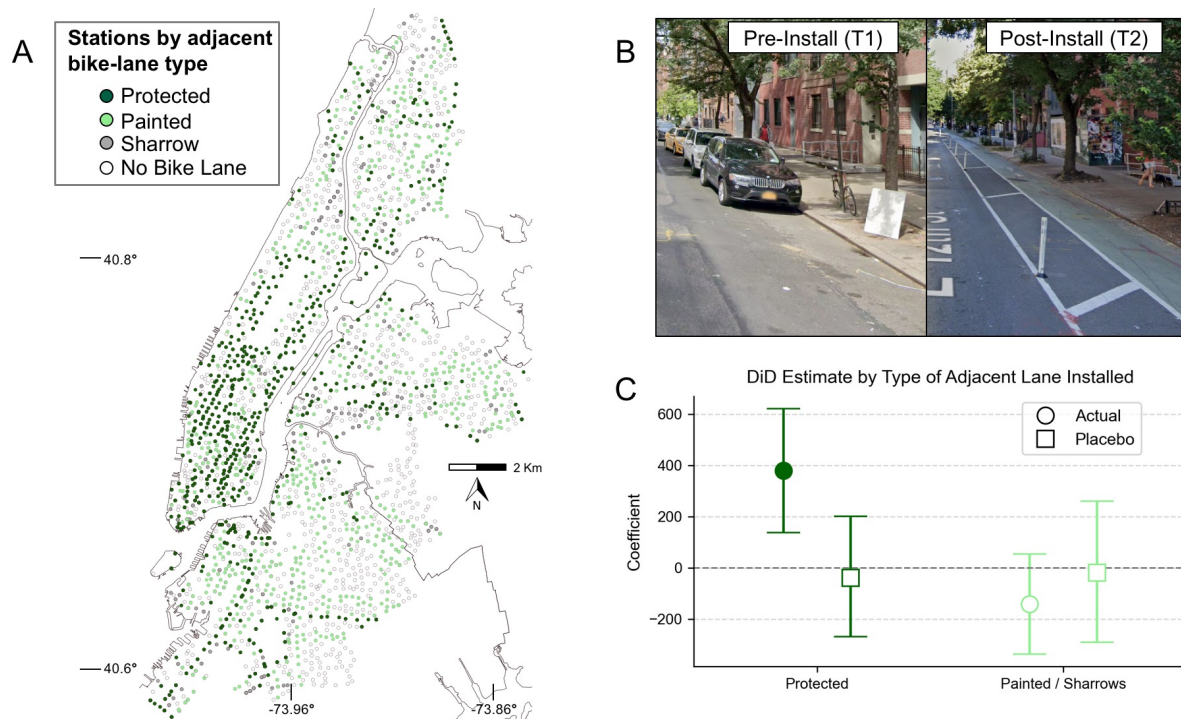 A
Stations by adjacent
bike-lane type
Protected
Painted
Sharrow
No Bike Lane
40.8°
2 Km
N
40.6°
-73.96°
-73.86°
B
Pre-Install (T1)
Post-Install (T2)
E 12th St
C
DiD Estimate by Type of Adjacent Lane Installed
Actual
Placebo
Coefficient
600
400
200
0
−200
Protected
Painted / Sharrows